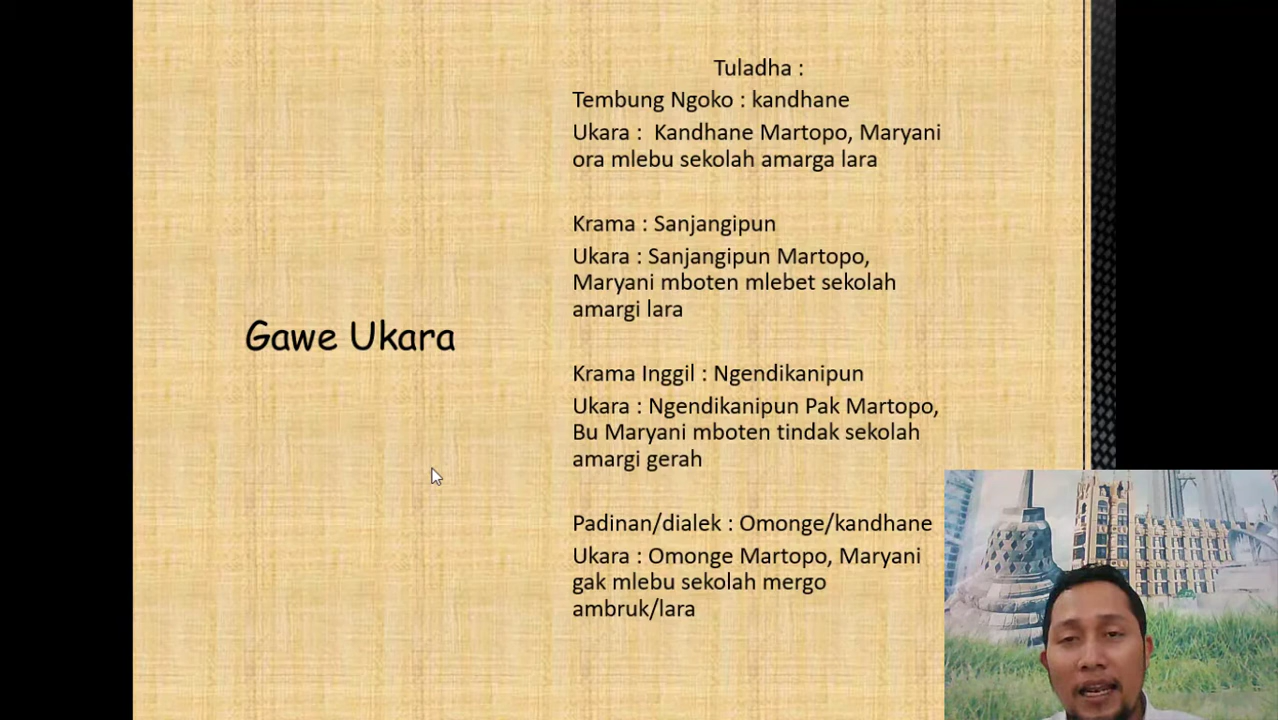 Gawe Ukara
Tuladha :
Tembung Ngoko : kandhane
Ukara :  Kandhane Martopo, Maryani
ora mlebu sekolah amarga lara
Krama : Sanjangipun
Ukara : Sanjangipun Martopo,
Maryani mboten mlebet sekolah
amargi lara
Krama Inggil : Ngendikanipun
Ukara : Ngendikanipun Pak Martopo,
Bu Maryani mboten tindak sekolah
amargi gerah
Padinan/dialek : Omonge/kandhane
Ukara : Omonge Martopo, Maryani
gak mlebu sekolah mergo
ambruk/lara